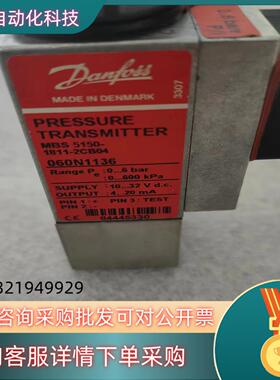 自动化科技
Danfoss
MADE IN DENMARK
3307
PRESSURE
TRANSMITTER
MBS 5150-
1811-2CB04
060N1136
Range Pe : 0...6 bar
0...600 kPa
SUPPLY : 10...32 V d.c.
OUTPUT : 4...20 mA
PIN 1 : + PIN 3 : TEST
PIN 2 : -
CE
321949929
咨询采购批发可对公开票
客服详情下单采购